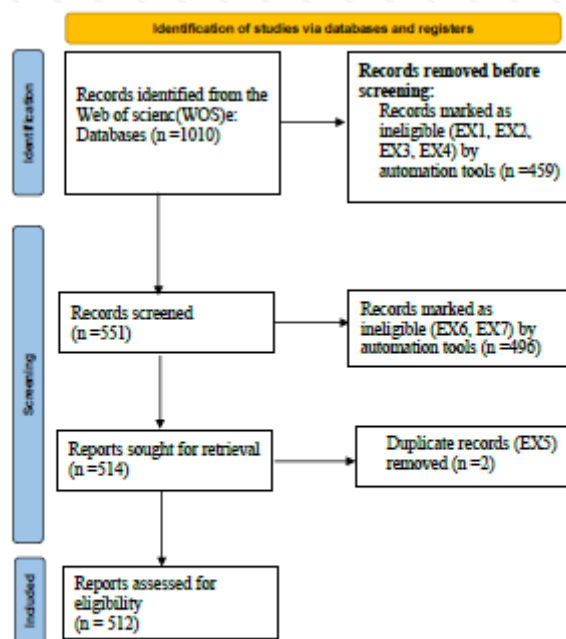 Identification of studies via databases and registers
Identification
Records identified from the
Web of scienc(WOS)e:
Databases (n =1010)
Records removed before
screening:
Records marked as
ineligible (EX1, EX2,
EX3, EX4) by
automation tools (n =459)
Screening
Records screened
(n =551)
Records marked as
ineligible (EX6, EX7) by
automation tools (n =496)
Reports sought for retrieval
(n =514)
Duplicate records (EX5)
removed (n =2)
Included
Reports assessed for
eligibility
(n = 512)